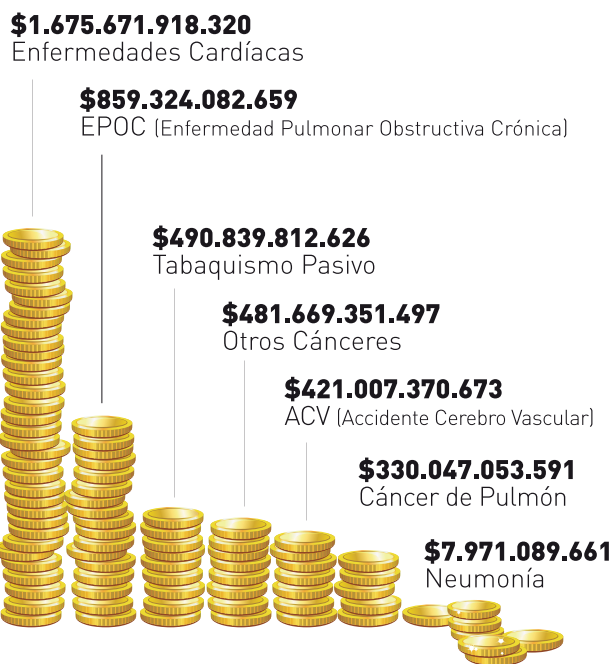 $1.675.671.918.320
Enfermedades Cardíacas
$859.324.082.659
EPOC (Enfermedad Pulmonar Obstructiva Crónica)
$490.839.812.626
Tabaquismo Pasivo
$481.669.351.497
Otros Cánceres
$421.007.370.673
ACV (Accidente Cerebro Vascular)
$330.047.053.591
Cáncer de Pulmón
$7.971.089.661
Neumonía